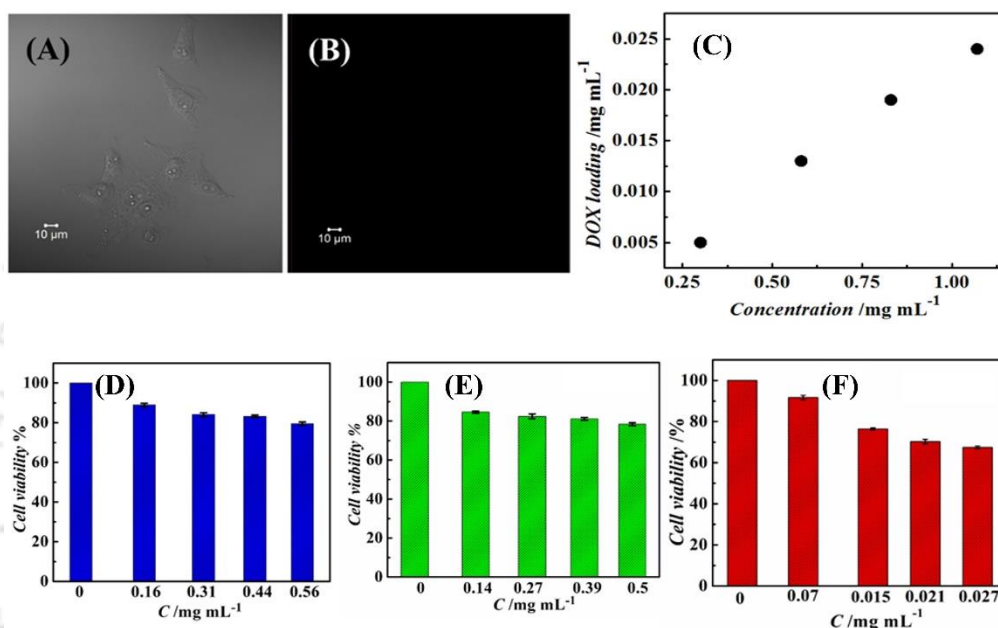 (A)
10 μm
(B)
10 μm
(C)
DOX loading /mg mL⁻¹
0.025
0.020
0.015
0.010
0.005
0.25 0.50 0.75 1.00
Concentration /mg mL⁻¹
(D)
Cell viability %
100
80
60
40
20
0
0 0.16 0.31 0.44 0.56
C /mg mL⁻¹
(E)
Cell viability %
100
80
60
40
20
0
0 0.14 0.27 0.39 0.5
C /mg mL⁻¹
(F)
Cell viability /%
100
80
60
40
20
0
0 0.07 0.015 0.021 0.027
C /mg mL⁻¹